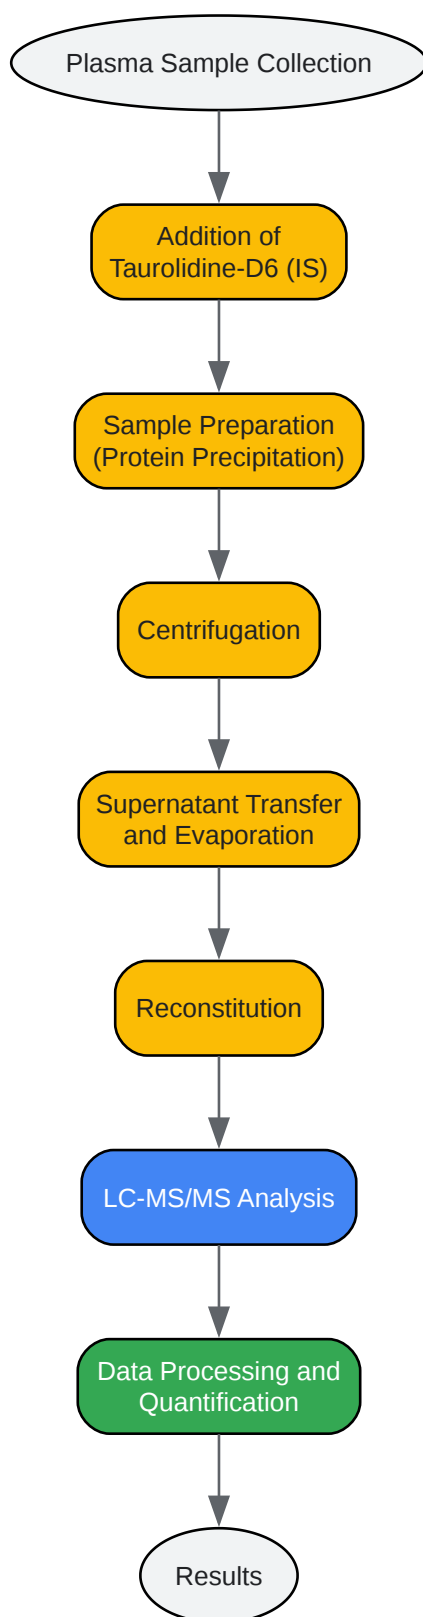 Plasma Sample Collection
Addition of
Taurolidine-D6 (IS)
Sample Preparation
(Protein Precipitation)
Centrifugation
Supernatant Transfer
and Evaporation
Reconstitution
LC-MS/MS Analysis
Data Processing and
Quantification
Results